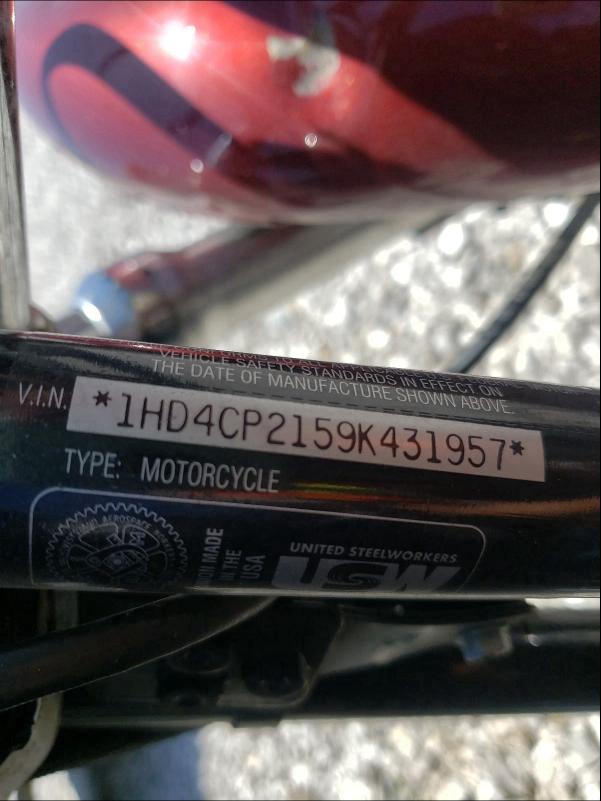 VEHICLE SAFETY STANDARDS IN EFFECT ON
THE DATE OF MANUFACTURE SHOWN ABOVE.
V.I.N. *1HD4CP2159K431957*
TYPE: MOTORCYCLE
MADE
IN THE
USA
UNITED STEELWORKERS
USW